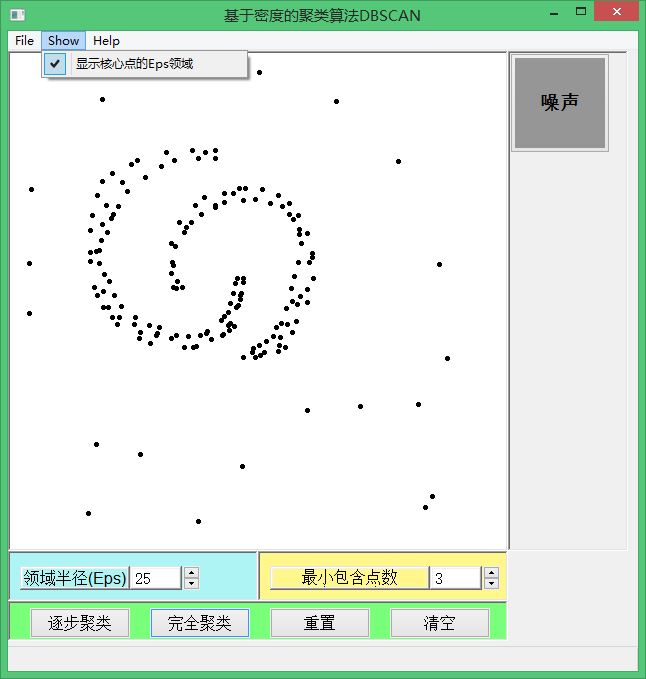 基于密度的聚类算法DBSCAN
File Show Help
显示核心点的Eps领域
噪声
领域半径(Eps) 25
最小包含点数 3
逐步聚类 完全聚类 重置 清空